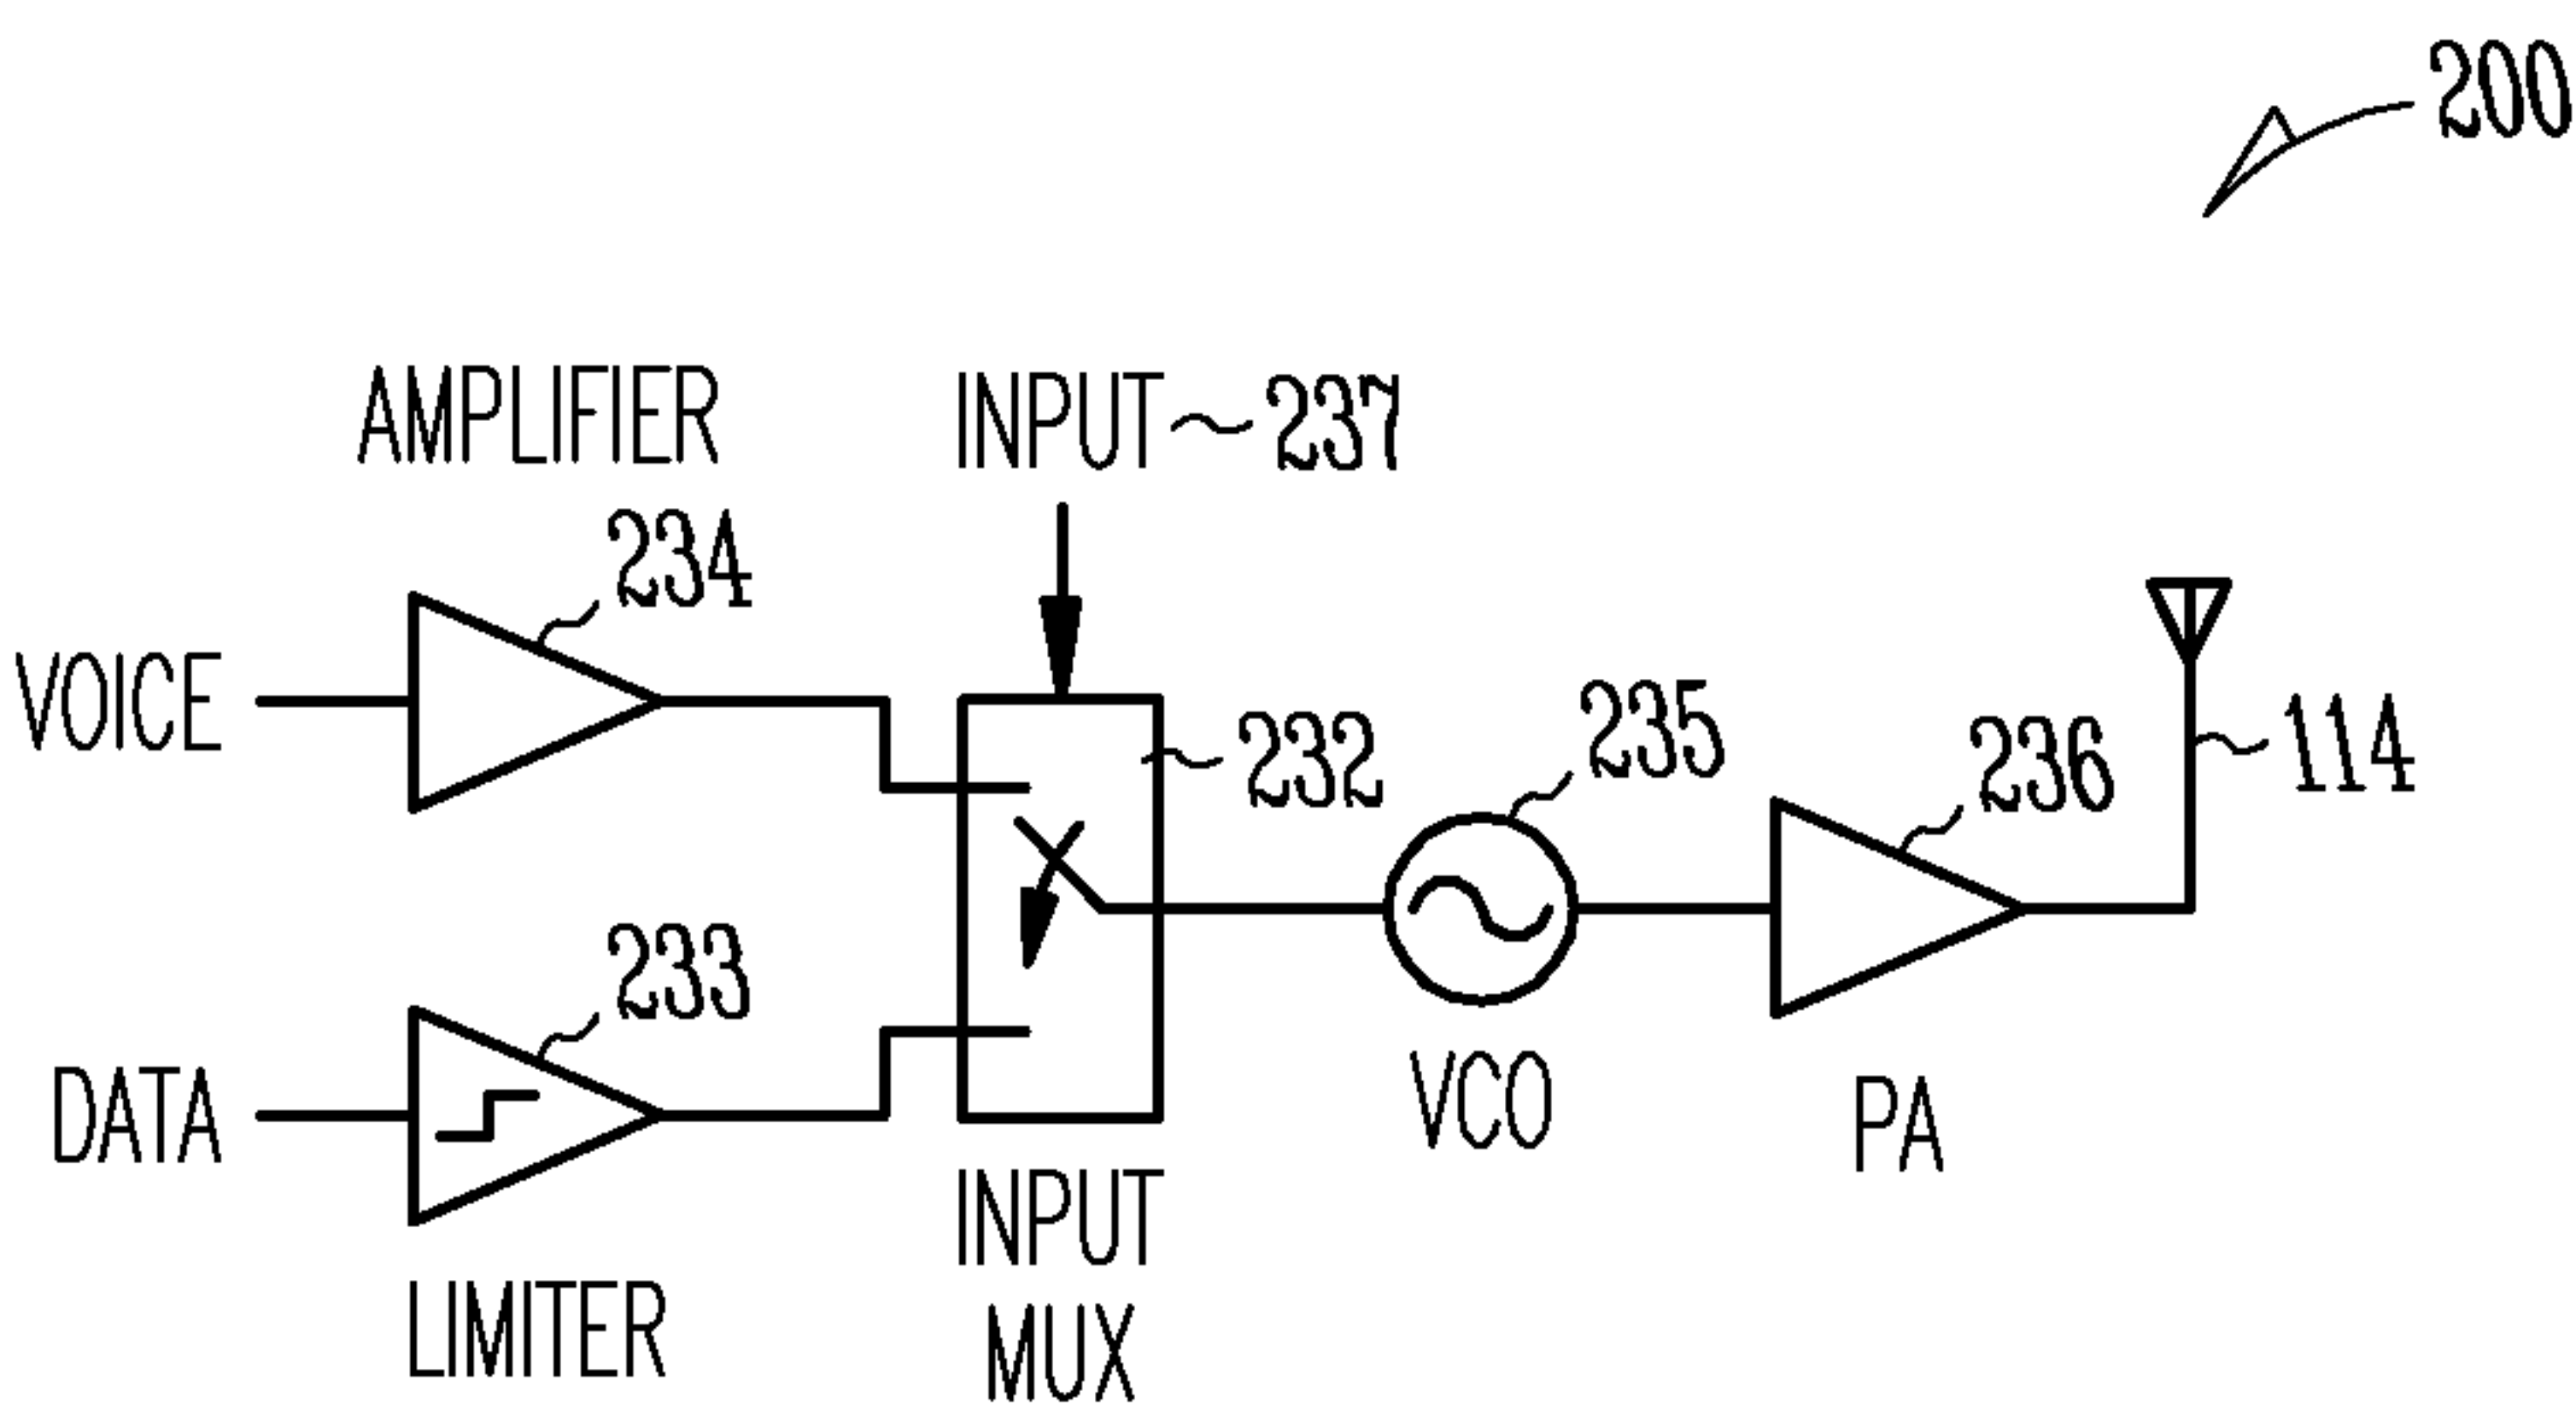 200
AMPLIFIER
INPUT 237
234
VOICE
232
235
236
114
233
DATA
VCO
PA
LIMITER
INPUT
MUX